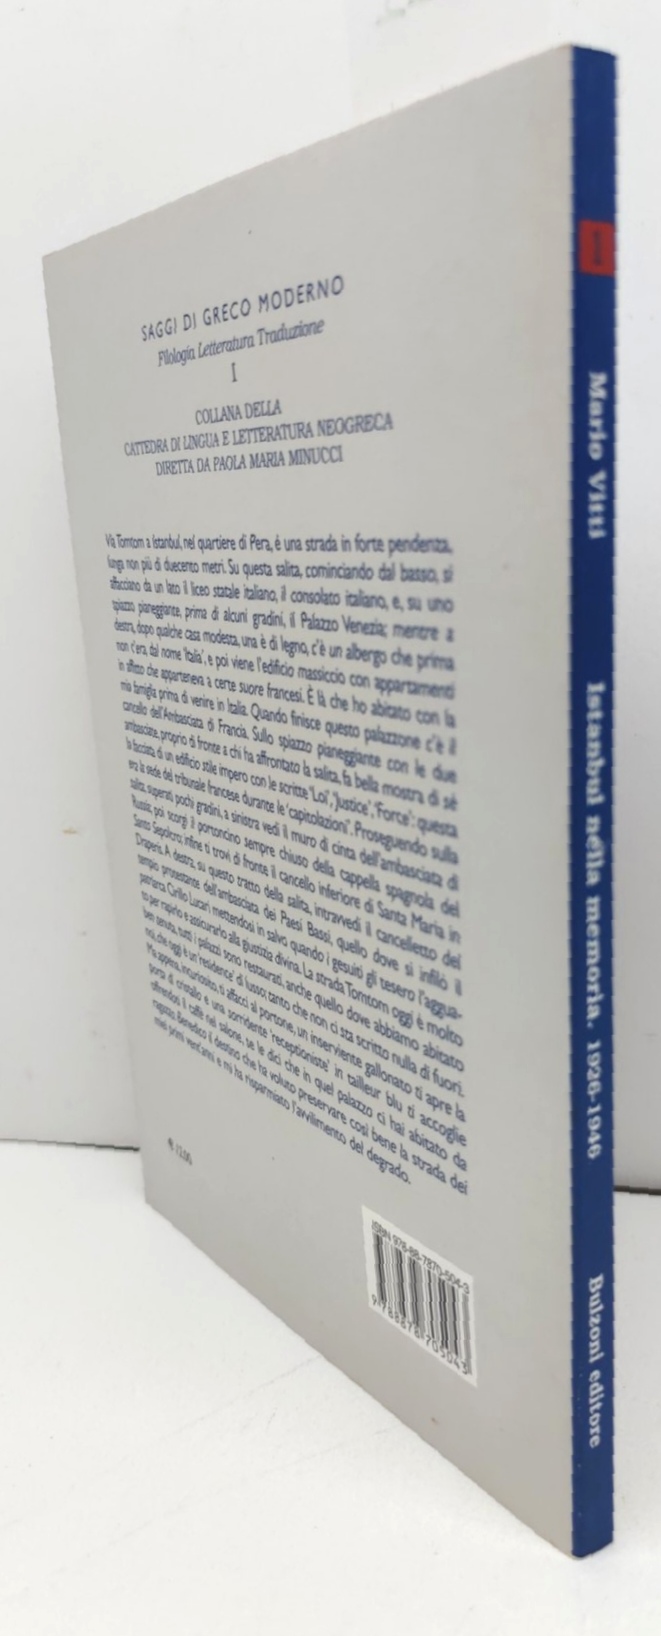 SAGGI DI GRECO MODERNO
Filologia Letteratura Traduzione
I
COLLANA DELLA
CATTEDRA DI LINGUA E LETTERATURA NEOGRECA
DIRETTA DA PAOLA MARIA MINUCCI
Via Tomtom a Istanbul, nel quartiere di Pera, é una strada in forte pendenza,
lunga non più di duecento metri. Su questa salita, cominciando dal basso, si
affacciano da un lato il liceo statale italiano, il consolato italiano, e, su uno
spiazzo pianeggiante, prima di alcuni gradini, il Palazzo Venezia; mentre a
destra, dopo qualche casa modesta, una è di legno, c'è un albergo che prima
non c'era, dal nome 'Italia', e poi viene l'edificio massiccio con appartamenti
in affitto che apparteneva a certe suore francesi. È là che ho abitato con la
mia famiglia prima di venire in Italia. Quando finisce questo palazzone c'è il
cancello dell'Ambasciata di Francia. Sullo spiazzo pianeggiante con le due
ambasciate, proprio di fronte a chi ha affrontato la salita, fa bella mostra di sé
la facciata di un edificio stile impero con le scritte 'Loi', 'Justice', 'Force': questa
era la sede del tribunale francese durante le 'capitolazioni'. Proseguendo sulla
salita, superati pochi gradini, a sinistra vedi il muro di cinta dell'ambasciata di
Russia; poi scorgi il portoncino sempre chiuso della cappella spagnola del
Santo Sepolcro; infine ti trovi di fronte il cancello inferiore di Santa Maria in
Draperis. A destra, su questo tratto della salita, intravvedi il cancelletto del
tempio protestante dell'ambasciata dei Paesi Bassi, quello dove si infilò il
patriarca Cirillo Lucari mettendosi in salvo quando i gesuiti gli tesero l'aggua-
to per rapirlo e assicurarlo alla giustizia divina. La strada Tomtom oggi è molto
ben tenuta, tutti i palazzi sono restaurati, anche quello dove abbiamo abitato
noi, che oggi è un 'residence' di lusso; tanto che non ci sta scritto nulla di fuori.
Ma appena, incuriosito, ti affacci al portone, un inserviente gallonato ti apre la
porta di cristallo e una sorridente 'receptioniste' in tailleur blu ti accoglie
offrendoti il caffè nel salone, se le dici che in quel palazzo ci hai abitato da
ragazzo. Benedico il destino che ha voluto preservare così bene la strada dei
miei primi vent'anni e mi ha risparmiato l'avvilimento del degrado.
ISBN 978-88-7870-504-3
9 788878 705043
1
Mario Vitti
Istanbul nella memoria. 1926-1946
Bulzoni editore